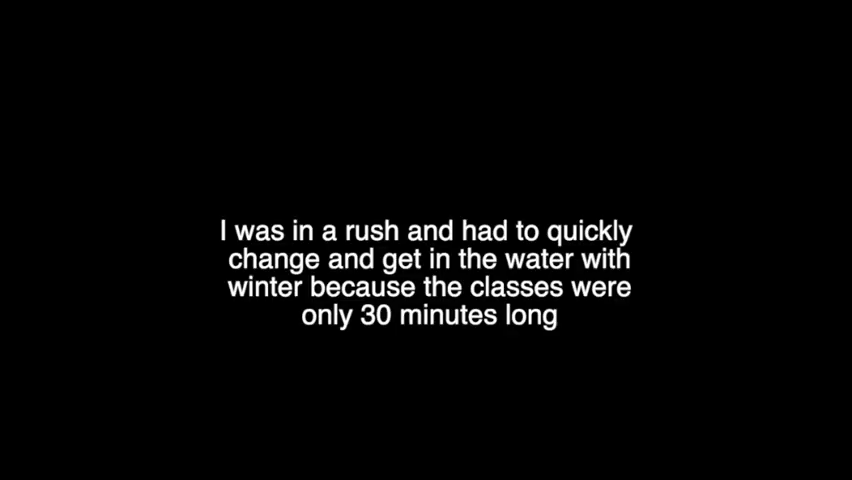 I was in a rush and had to quickly
change and get in the water with
winter because the classes were
only 30 minutes long